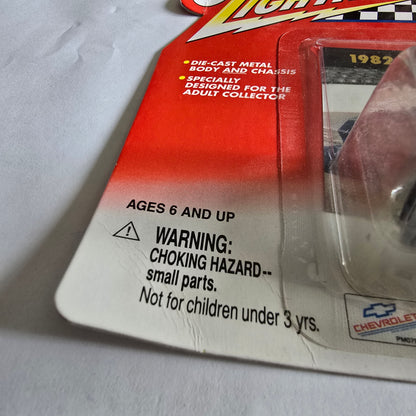 LIGHTN
• DIE-CAST METAL
BODY AND CHASSIS
• SPECIALLY
DESIGNED FOR THE
ADULT COLLECTOR
1982
AGES 6 AND UP
WARNING:
CHOKING HAZARD--
small parts.
Not for children under 3 yrs.
CHEVROLET